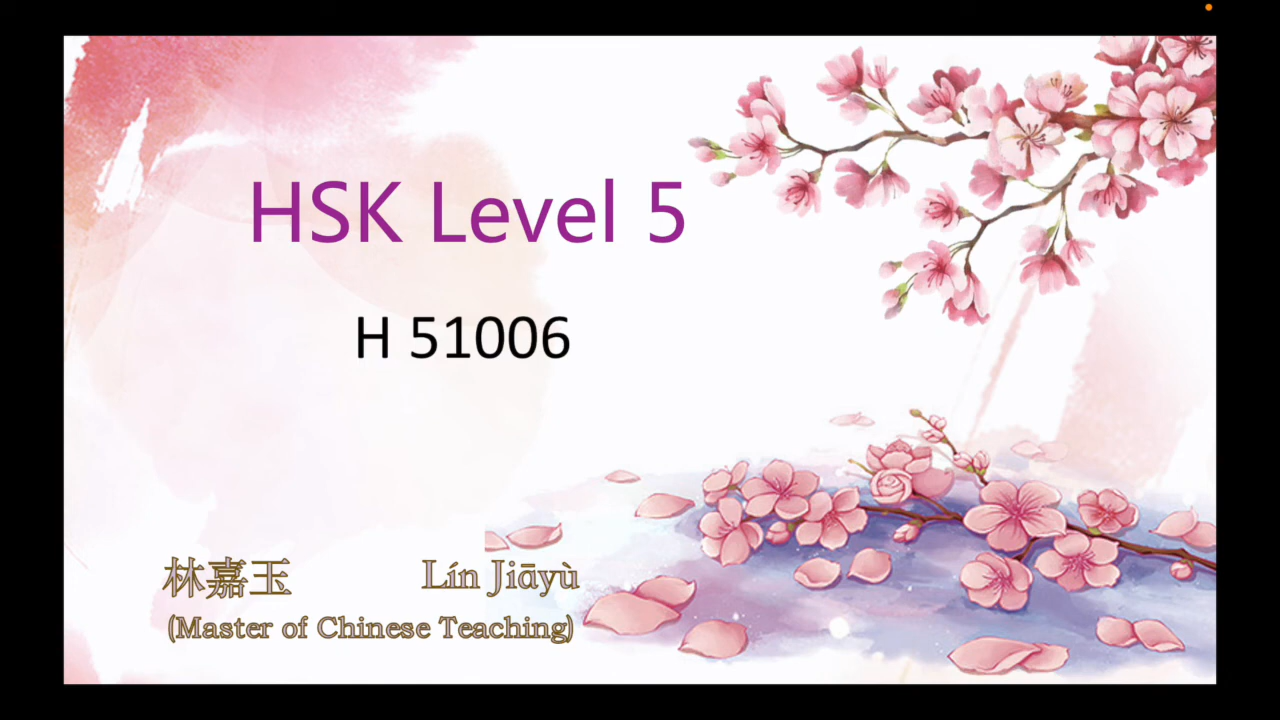 HSK Level 5
H 51006
林嘉玉 Lín Jiāyù
(Master of Chinese Teaching)